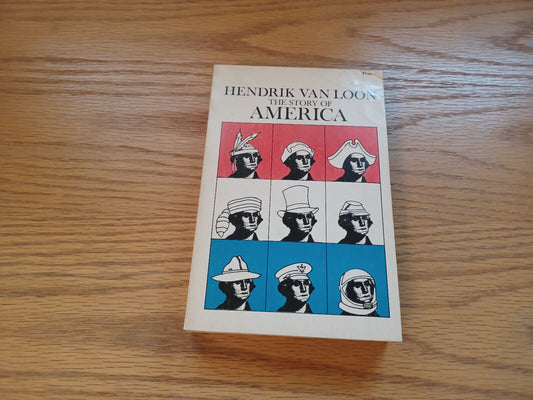 HENDRIK VAN LOON
THE STORY OF
AMERICA